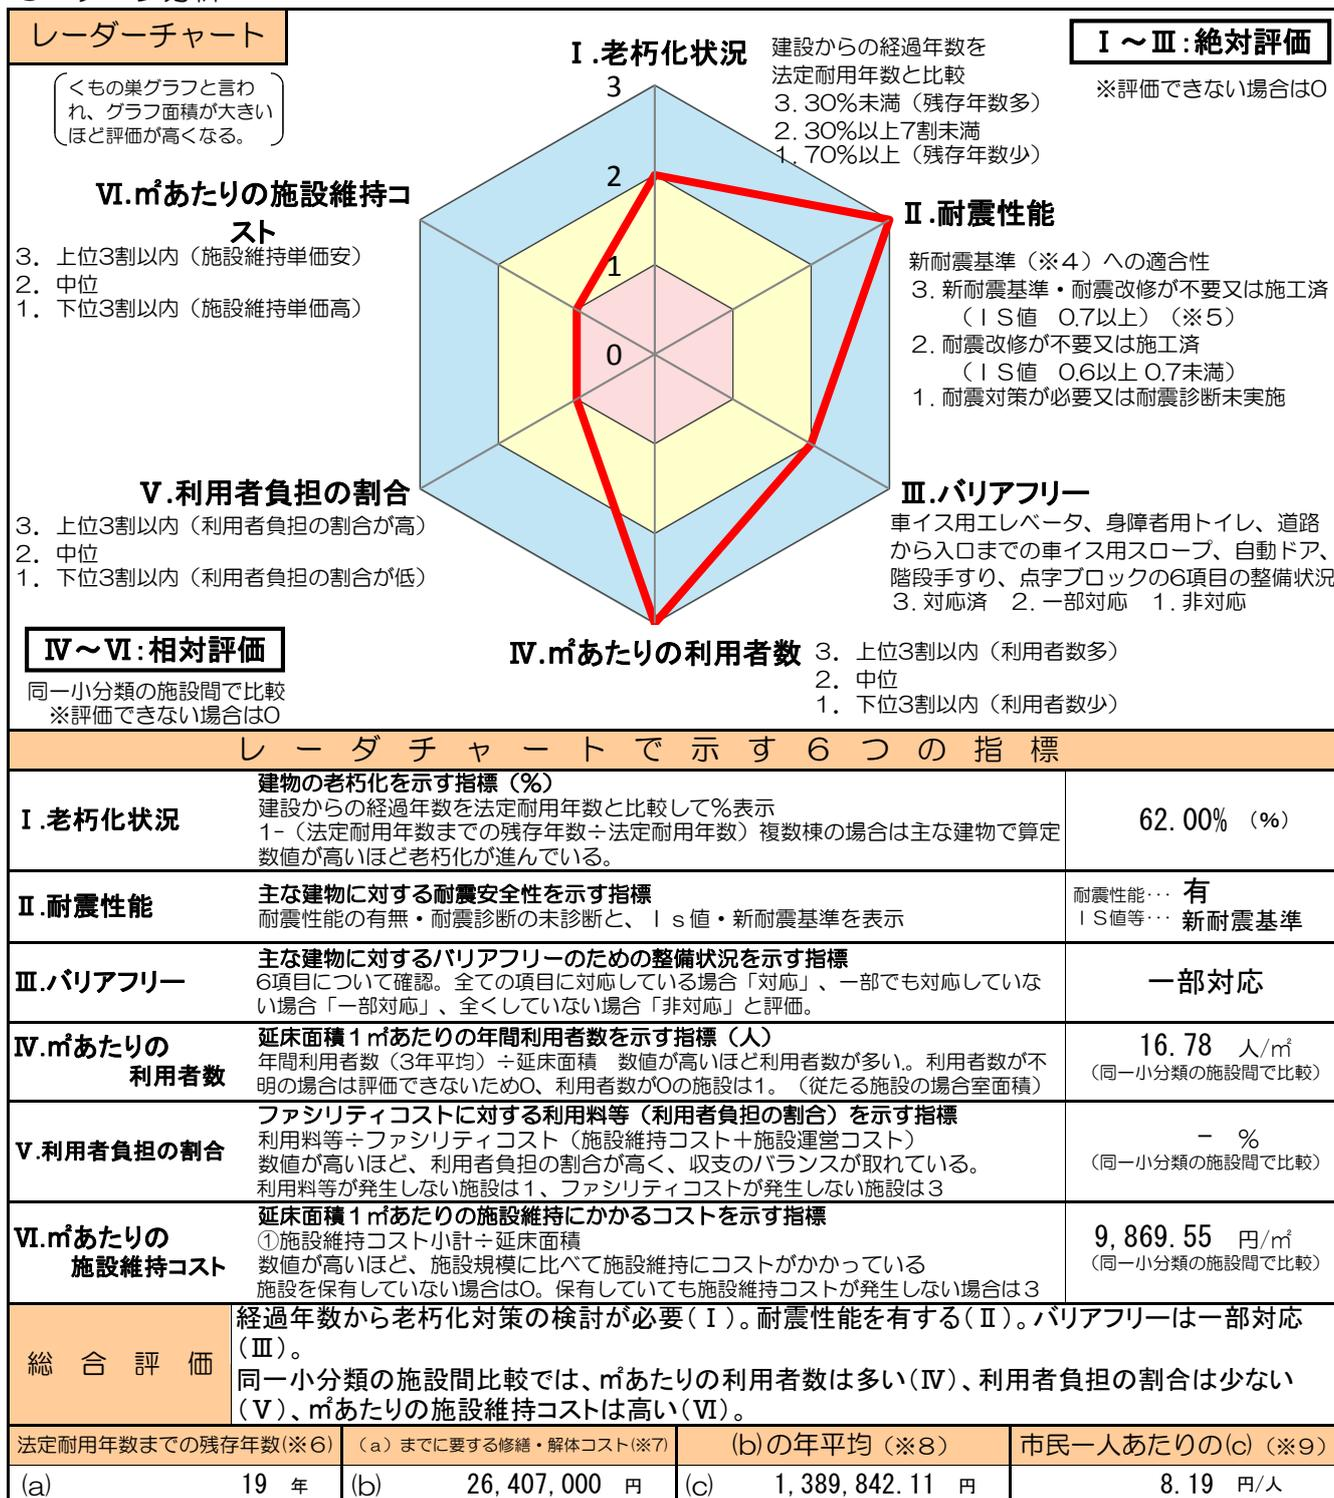 レーダーチャート
くもの巣グラフと言わ
れ、グラフ面積が大きい
ほど評価が高くなる。
Ⅰ～Ⅲ：絶対評価
※評価できない場合は0
Ⅰ.老朽化状況
建設からの経過年数を
法定耐用年数と比較
3. 30%未満（残存年数多）
2. 30%以上7割未満
1. 70%以上（残存年数少）
3
2
1
0
Ⅱ.耐震性能
新耐震基準（※4）への適合性
3. 新耐震基準・耐震改修が不要又は施工済
（ＩＳ値　0.7以上）（※5）
2. 耐震改修が不要又は施工済
（ＩＳ値　0.6以上 0.7未満）
1. 耐震対策が必要又は耐震診断未実施
Ⅵ.㎡あたりの施設維持コ
スト
3. 上位3割以内（施設維持単価安）
2. 中位
1. 下位3割以内（施設維持単価高）
Ⅲ.バリアフリー
車イス用エレベータ、身障者用トイレ、道路
から入口までの車イス用スロープ、自動ドア、
階段手すり、点字ブロックの6項目の整備状況
3. 対応済　2. 一部対応　1. 非対応
Ⅴ.利用者負担の割合
3. 上位3割以内（利用者負担の割合が高）
2. 中位
1. 下位3割以内（利用者負担の割合が低）
Ⅳ.㎡あたりの利用者数
3. 上位3割以内（利用者数多）
2. 中位
1. 下位3割以内（利用者数少）
Ⅳ～Ⅵ：相対評価
同一小分類の施設間で比較
※評価できない場合は0
レーダチャートで示す６つの指標
Ⅰ.老朽化状況
建物の老朽化を示す指標（%）
建設からの経過年数を法定耐用年数と比較して%表示
1-（法定耐用年数までの残存年数÷法定耐用年数）複数棟の場合は主な建物で算定
数値が高いほど老朽化が進んでいる。
62.00% （%）
Ⅱ.耐震性能
主な建物に対する耐震安全性を示す指標
耐震性能の有無・耐震診断の未診断と、Ｉｓ値・新耐震基準を表示
耐震性能･･･ 有
ＩＳ値等･･･ 新耐震基準
Ⅲ.バリアフリー
主な建物に対するバリアフリーのための整備状況を示す指標
6項目について確認。全ての項目に対応している場合「対応」、一部でも対応していな
い場合「一部対応」、全くしていない場合「非対応」と評価。
一部対応
Ⅳ.㎡あたりの
利用者数
延床面積１㎡あたりの年間利用者数を示す指標（人）
年間利用者数（3年平均）÷延床面積　数値が高いほど利用者数が多い。利用者数が不
明の場合は評価できないため0、利用者数が0の施設は1。（従たる施設の場合室面積）
16.78 人/㎡
（同一小分類の施設間で比較）
Ⅴ.利用者負担の割合
ファシリティコストに対する利用料等（利用者負担の割合）を示す指標
利用料等÷ファシリティコスト（施設維持コスト＋施設運営コスト）
数値が高いほど、利用者負担の割合が高く、収支のバランスが取れている。
利用料等が発生しない施設は１、ファシリティコストが発生しない施設は３
－ %
（同一小分類の施設間で比較）
Ⅵ.㎡あたりの
施設維持コスト
延床面積１㎡あたりの施設維持にかかるコストを示す指標
①施設維持コスト小計÷延床面積
数値が高いほど、施設規模に比べて施設維持にコストがかかっている
施設を保有していない場合は0。保有していても施設維持コストが発生しない場合は３
9,869.55 円/㎡
（同一小分類の施設間で比較）
総合評価
経過年数から老朽化対策の検討が必要（Ⅰ）。耐震性能を有する（Ⅱ）。バリアフリーは一部対応
（Ⅲ）。
同一小分類の施設間比較では、㎡あたりの利用者数は多い（Ⅳ）、利用者負担の割合は少ない
（Ⅴ）、㎡あたりの施設維持コストは高い（Ⅵ）。
法定耐用年数までの残存年数(※6) （a）までに要する修繕・解体コスト(※7) (b)の年平均（※8） 市民一人あたりの(c)（※9）
(a) 19 年 (b) 26,407,000 円 (c) 1,389,842.11 円 8.19 円/人